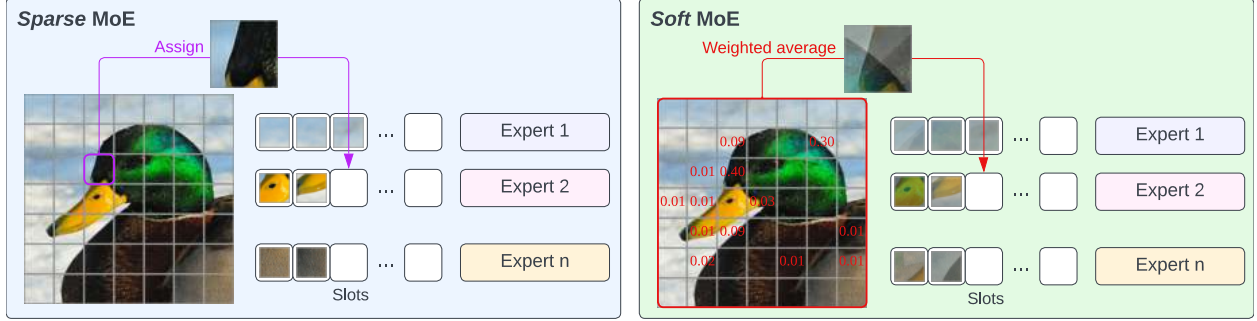 Sparse MoE
Assign
Expert 1
...
Expert 2
...
Expert n
...
Slots
Soft MoE
Weighted average
0.09 0.30
0.01 0.40
0.01 0.01 0.03
0.01 0.09 0.01
0.02 0.01 0.01
Expert 1
...
Expert 2
...
Expert n
...
Slots